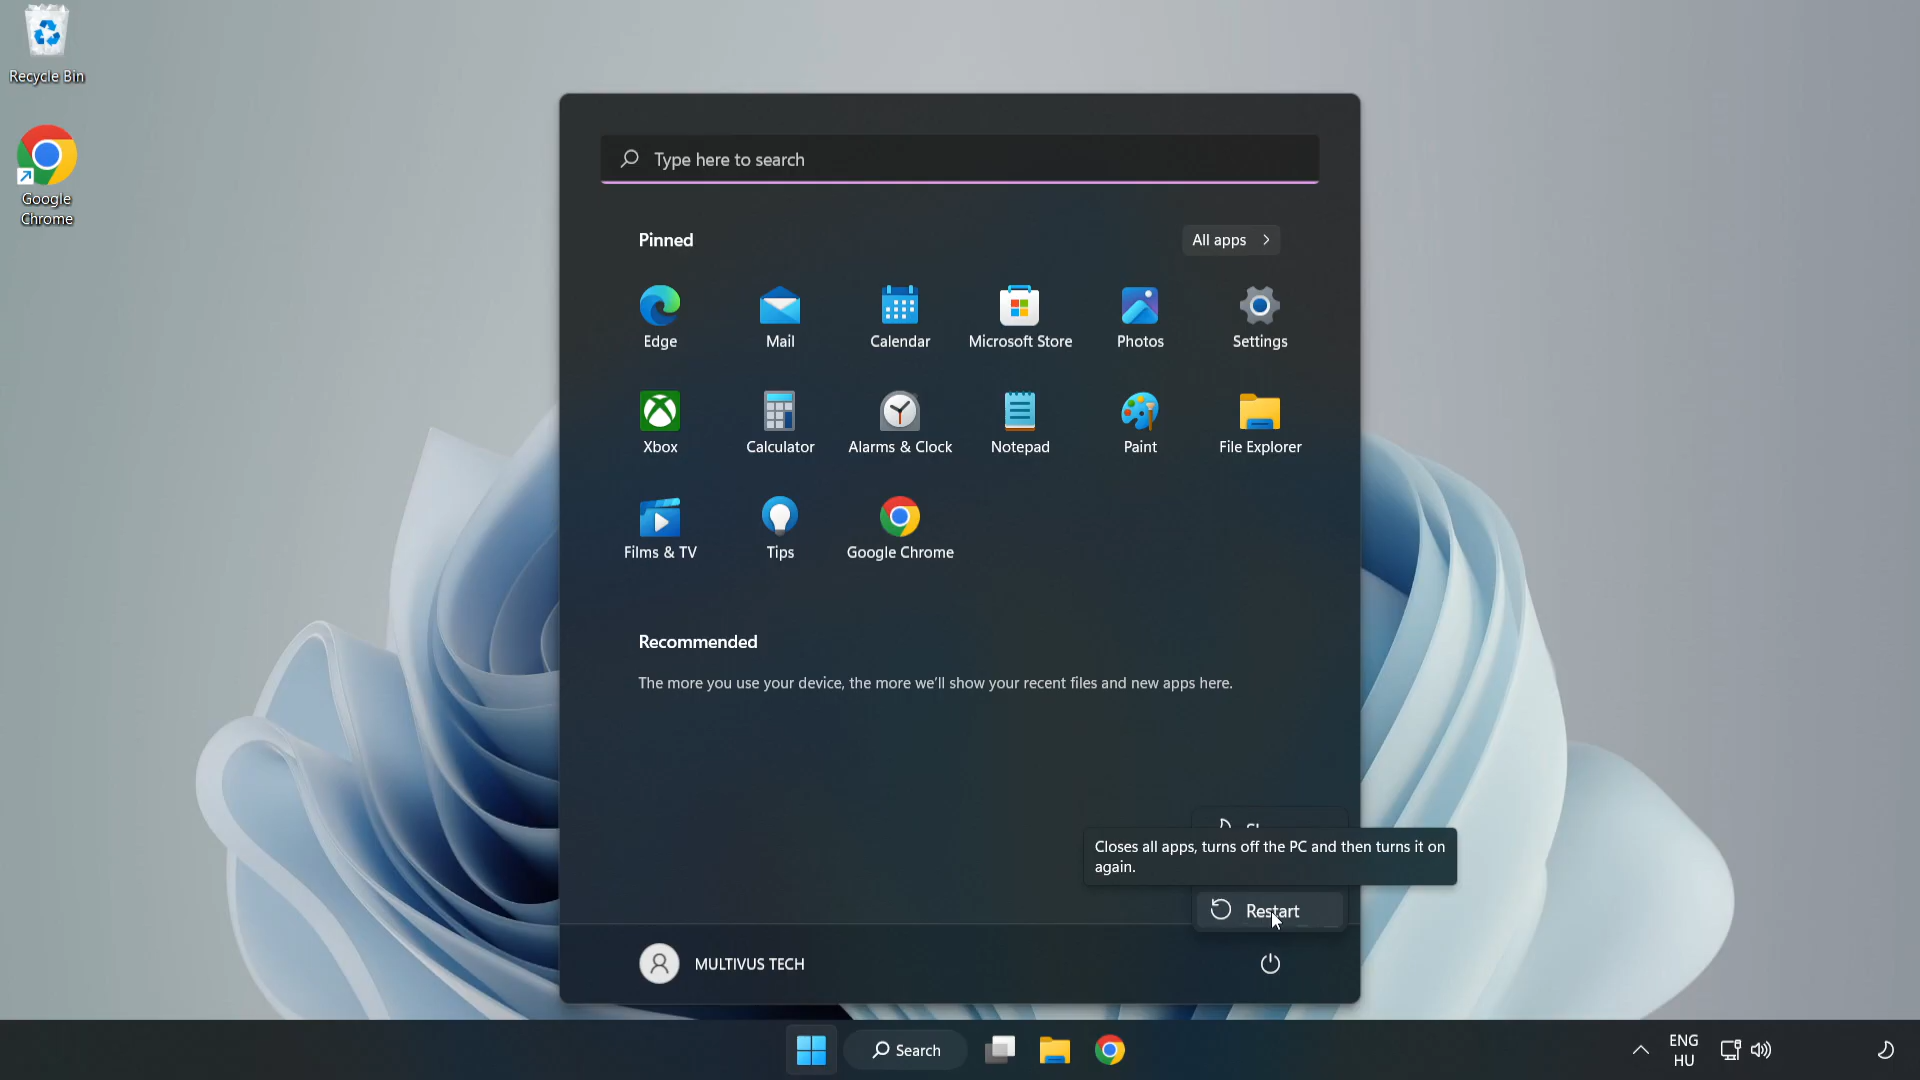 Recycle Bin
Google
Chrome
Type here to search
Pinned
All apps
Edge
Mail
Calendar
Microsoft Store
Photos
Settings
Xbox
Calculator
Alarms & Clock
Notepad
Paint
File Explorer
Films & TV
Tips
Google Chrome
Recommended
The more you use your device, the more we'll show your recent files and new apps here.
Closes all apps, turns off the PC and then turns it on
again.
Restart
MULTIVUS TECH
Search
ENG
HU